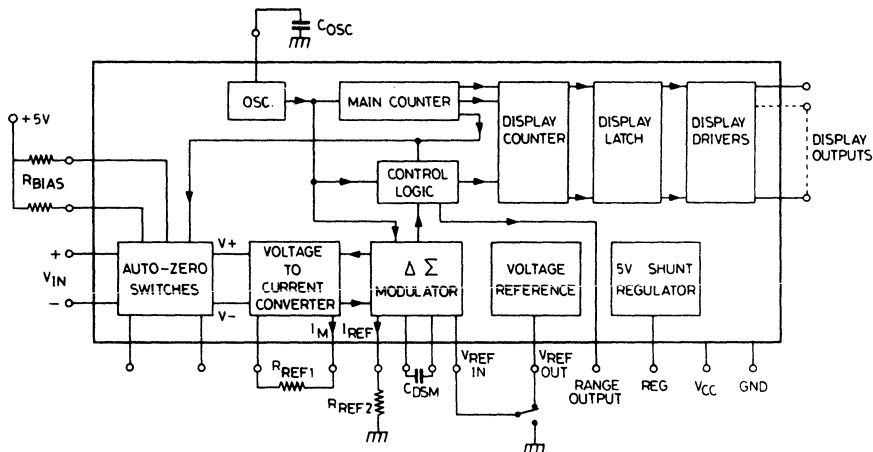 COSC
OSC.
MAIN COUNTER
DISPLAY
COUNTER
DISPLAY
LATCH
DISPLAY
DRIVERS
DISPLAY
OUTPUTS
+5V
RBIAS
CONTROL
LOGIC
+
VIN
-
AUTO-ZERO
SWITCHES
V+
V-
VOLTAGE
TO
CURRENT
CONVERTER
Δ Σ
MODULATOR
VOLTAGE
REFERENCE
5V SHUNT
REGULATOR
IM
IREF
RREF1
RREF2
CDSM
VREF
IN
VREF
OUT
RANGE
OUTPUT
REG
VCC
GND